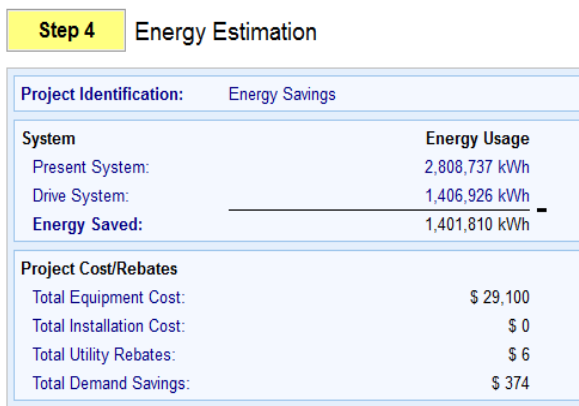 Step 4 Energy Estimation
Project Identification: Energy Savings
System Energy Usage
Present System: 2,808,737 kWh
Drive System: 1,406,926 kWh
Energy Saved: 1,401,810 kWh
Project Cost/Rebates
Total Equipment Cost: $ 29,100
Total Installation Cost: $ 0
Total Utility Rebates: $ 6
Total Demand Savings: $ 374